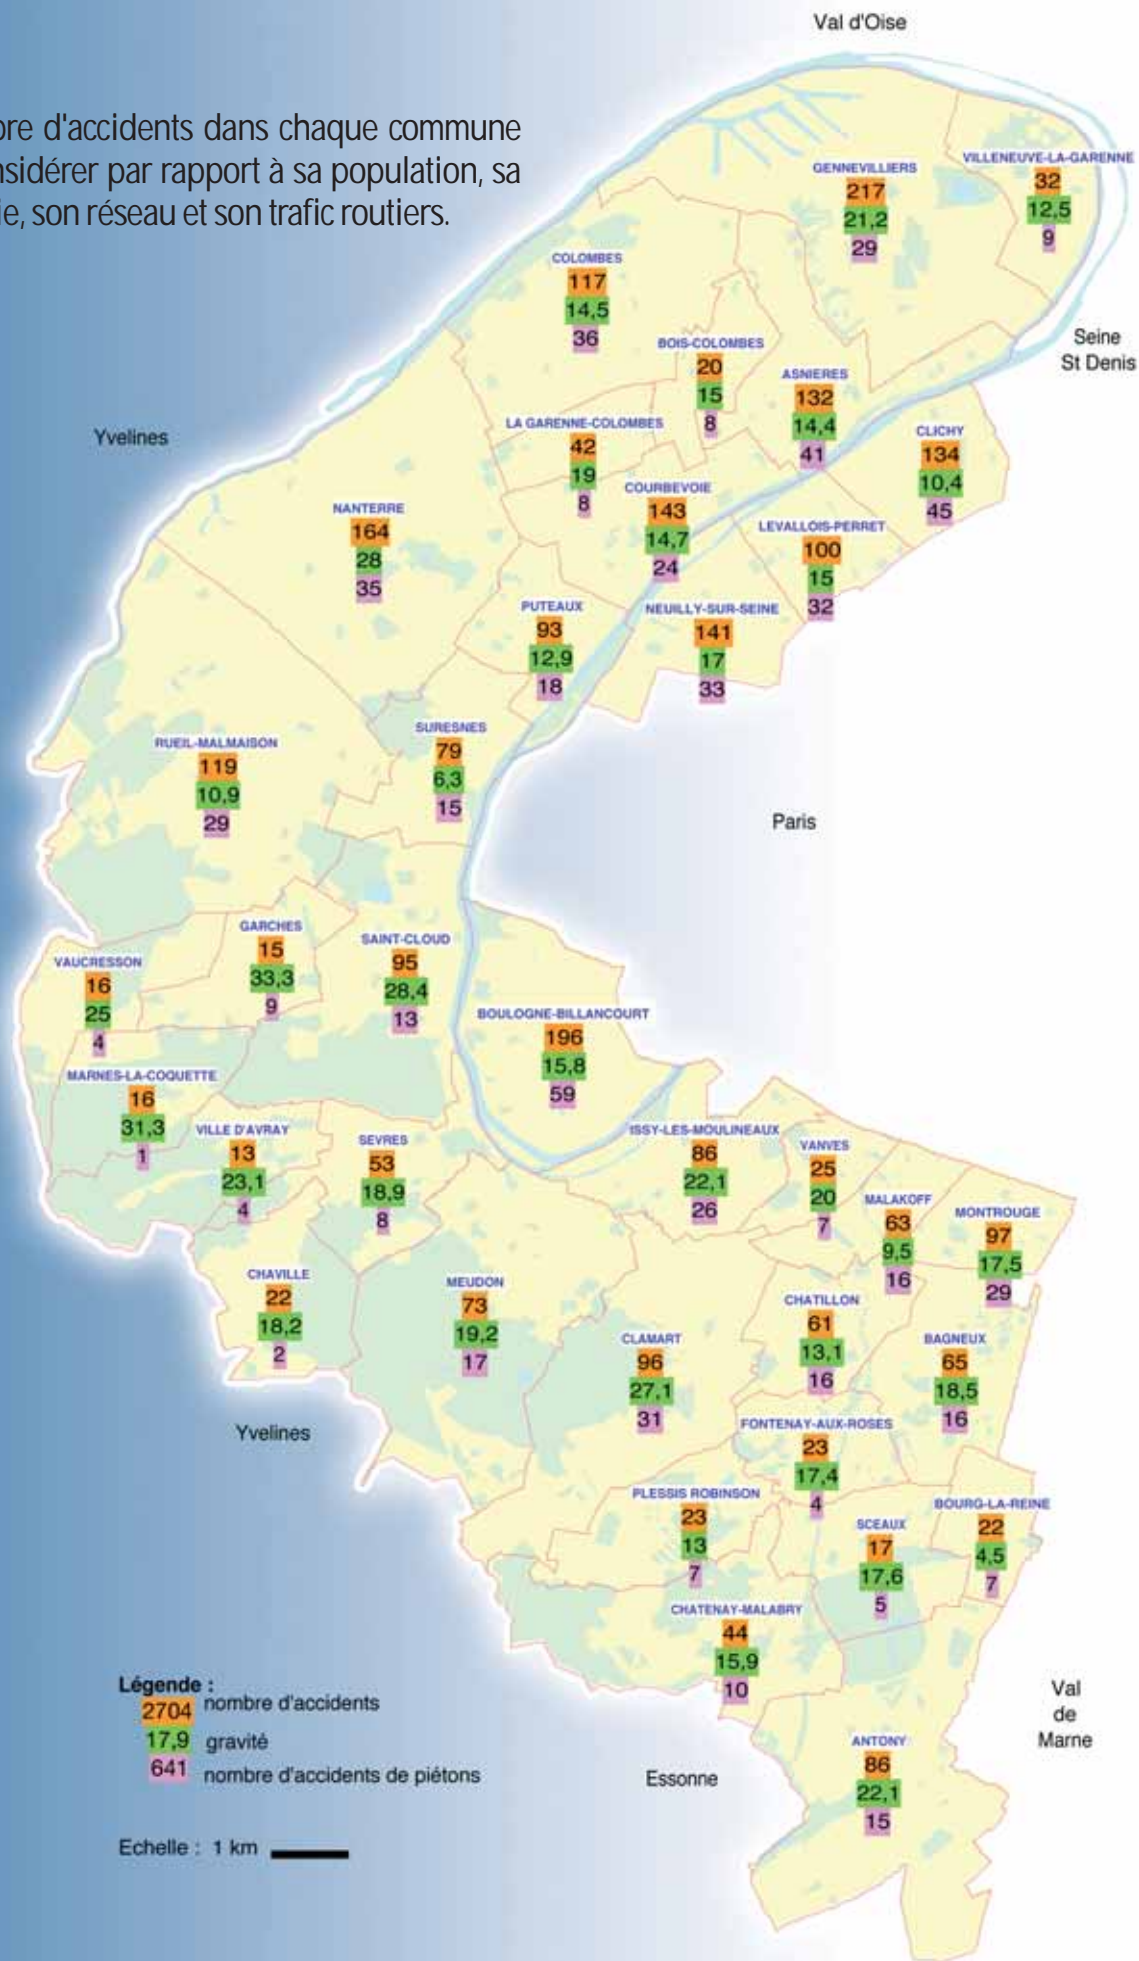 Val d'Oise
bre d'accidents dans chaque commune
nsidérer par rapport à sa population, sa
ie, son réseau et son trafic routiers.
VILLENEUVE-LA-GARENNE
32
12,5
9
GENNEVILLIERS
217
21,2
29
COLOMBES
117
14,5
36
Seine
St Denis
BOIS-COLOMBES
20
15
8
ASNIERES
132
14,4
41
Yvelines
LA GARENNE-COLOMBES
42
19
8
CLICHY
134
10,4
45
COURBEVOIE
143
14,7
24
NANTERRE
164
28
35
LEVALLOIS-PERRET
100
15
32
PUTEAUX
93
12,9
18
NEUILLY-SUR-SEINE
141
17
33
SURESNES
79
6,3
15
RUEIL-MALMAISON
119
10,9
29
Paris
GARCHES
15
33,3
9
SAINT-CLOUD
95
28,4
13
VAUCRESSON
16
25
4
BOULOGNE-BILLANCOURT
196
15,8
59
MARNES-LA-COQUETTE
16
31,3
1
VILLE D'AVRAY
13
23,1
4
SEVRES
53
18,9
8
ISSY-LES-MOULINEAUX
86
22,1
26
VANVES
25
20
7
MALAKOFF
63
9,5
16
MONTROUGE
97
17,5
29
CHAVILLE
22
18,2
2
MEUDON
73
19,2
17
CHATILLON
61
13,1
16
CLAMART
96
27,1
31
BAGNEUX
65
18,5
16
Yvelines
FONTENAY-AUX-ROSES
23
17,4
4
PLESSIS ROBINSON
23
13
7
BOURG-LA-REINE
22
4,5
7
SCEAUX
17
17,6
5
CHATENAY-MALABRY
44
15,9
10
Légende :
2704 nombre d'accidents
17,9 gravité
641 nombre d'accidents de piétons
Val
de
Marne
ANTONY
86
22,1
15
Essonne
Echelle : 1 km